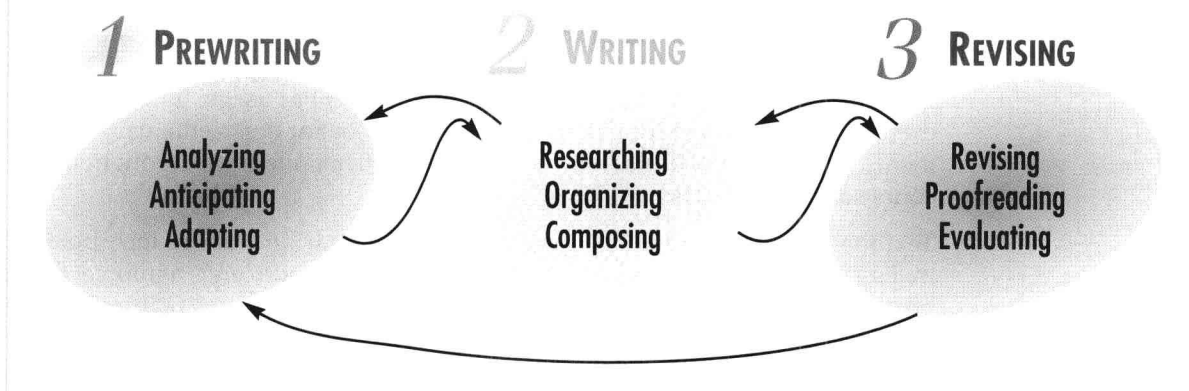 1 PREWRITING
2 WRITING
3 REVISING
Analyzing
Anticipating
Adapting
Researching
Organizing
Composing
Revising
Proofreading
Evaluating